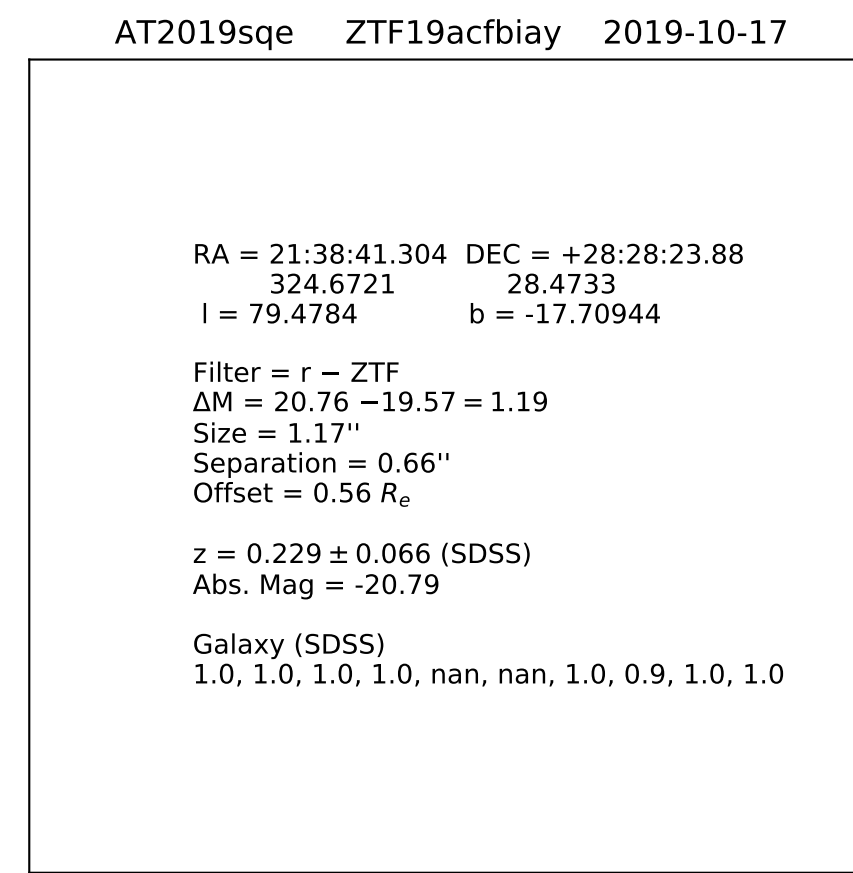 AT2019sqe ZTF19acfbiay 2019-10-17
RA = 21:38:41.304 DEC = +28:28:23.88
324.6721 28.4733
l = 79.4784 b = -17.70944
Filter = r − ZTF
ΔM = 20.76 −19.57 = 1.19
Size = 1.17''
Separation = 0.66''
Offset = 0.56 Rₑ
z = 0.229 ± 0.066 (SDSS)
Abs. Mag = -20.79
Galaxy (SDSS)
1.0, 1.0, 1.0, 1.0, nan, nan, 1.0, 0.9, 1.0, 1.0